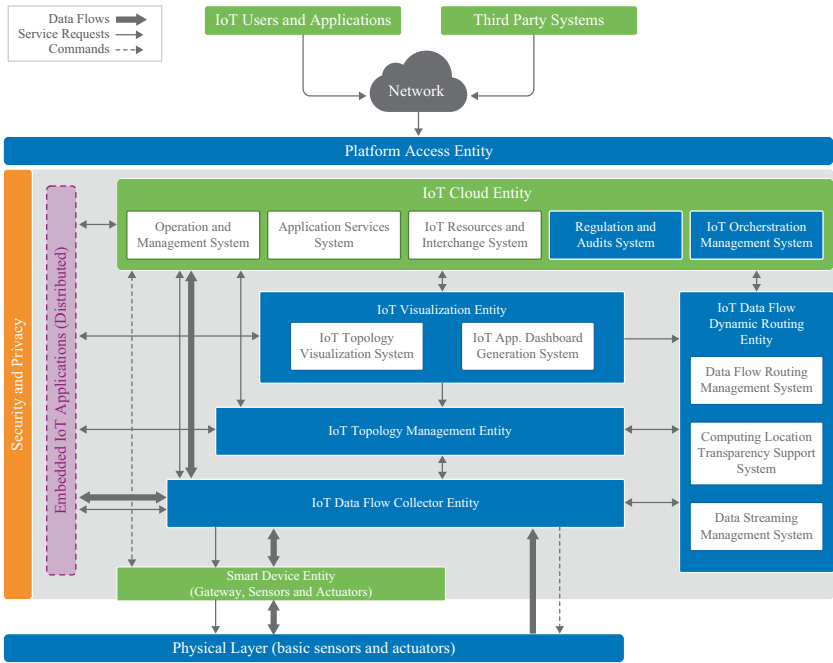 Data Flows
Service Requests
Commands
IoT Users and Applications
Third Party Systems
Network
Platform Access Entity
Security and Privacy
Embedded IoT Applications (Distributed)
IoT Cloud Entity
Operation and
Management System
Application Services
System
IoT Resources and
Interchange System
Regulation and
Audits System
IoT Orcherstration
Management System
IoT Visualization Entity
IoT Topology
Visualization System
IoT App. Dashboard
Generation System
IoT Data Flow
Dynamic Routing
Entity
Data Flow Routing
Management System
Computing Location
Transparency Support
System
Data Streaming
Management System
IoT Topology Management Entity
IoT Data Flow Collector Entity
Smart Device Entity
(Gateway, Sensors and Actuators)
Physical Layer (basic sensors and actuators)